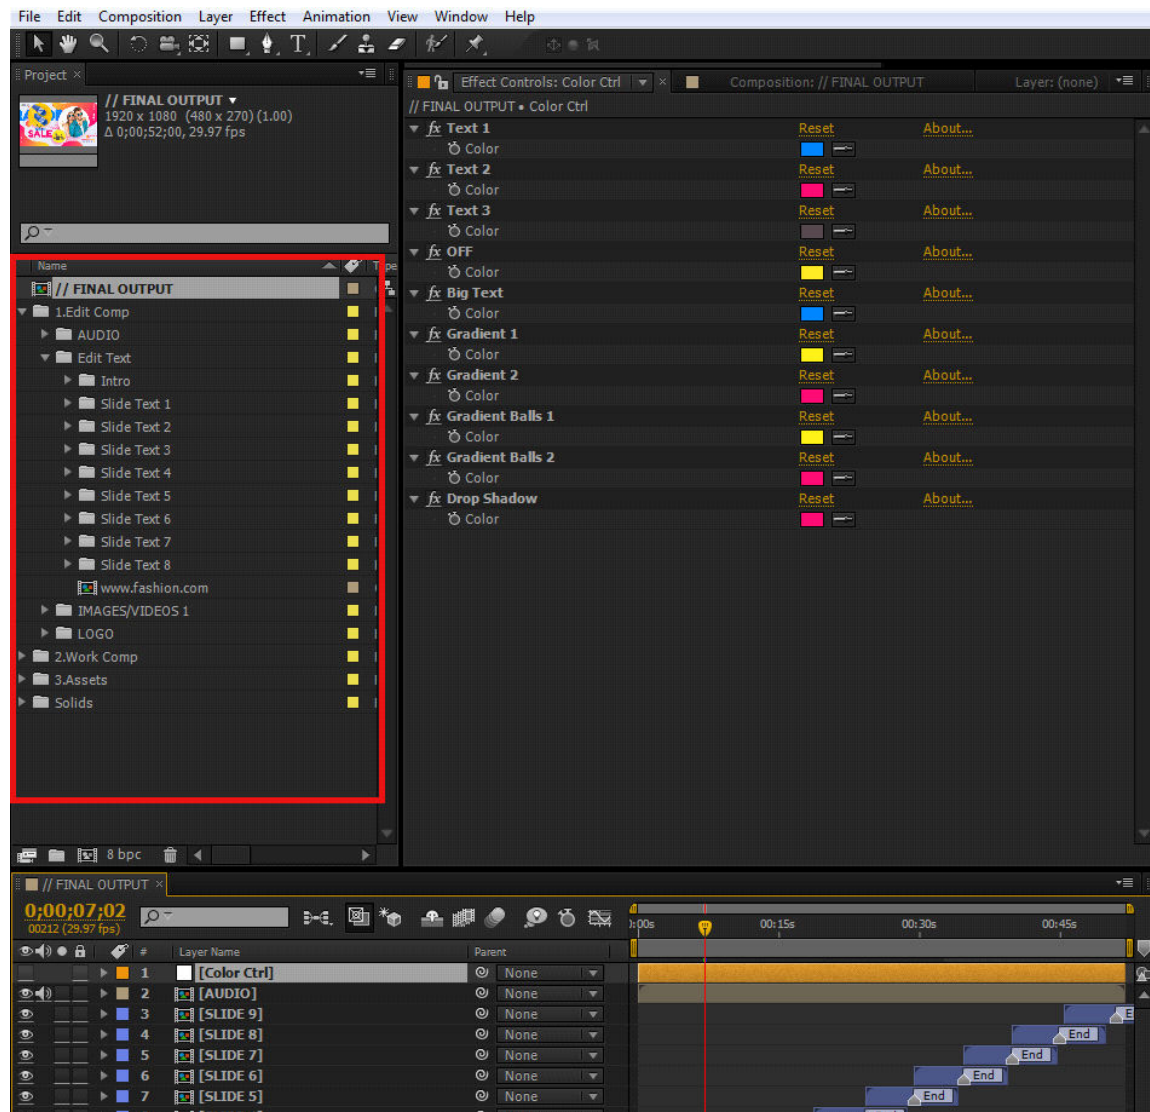 File Edit Composition Layer Effect Animation View Window Help
Project ×
// FINAL OUTPUT ▼
1920 x 1080 (480 x 270) (1.00)
Δ 0;00;52;00, 29.97 fps
SALE
Name
// FINAL OUTPUT
1.Edit Comp
AUDIO
Edit Text
Intro
Slide Text 1
Slide Text 2
Slide Text 3
Slide Text 4
Slide Text 5
Slide Text 6
Slide Text 7
Slide Text 8
www.fashion.com
IMAGES/VIDEOS 1
LOGO
2.Work Comp
3.Assets
Solids
8 bpc
Effect Controls: Color Ctrl × Composition: // FINAL OUTPUT Layer: (none)
// FINAL OUTPUT • Color Ctrl
fx Text 1 Reset About...
Color
fx Text 2 Reset About...
Color
fx Text 3 Reset About...
Color
fx OFF Reset About...
Color
fx Big Text Reset About...
Color
fx Gradient 1 Reset About...
Color
fx Gradient 2 Reset About...
Color
fx Gradient Balls 1 Reset About...
Color
fx Gradient Balls 2 Reset About...
Color
fx Drop Shadow Reset About...
Color
// FINAL OUTPUT ×
0;00;07;02
00212 (29.97 fps)
00s 00:15s 00:30s 00:45s
# Layer Name Parent
1 [Color Ctrl] None
2 [AUDIO] None
3 [SLIDE 9] None E
4 [SLIDE 8] None End
5 [SLIDE 7] None End
6 [SLIDE 6] None End
7 [SLIDE 5] None End